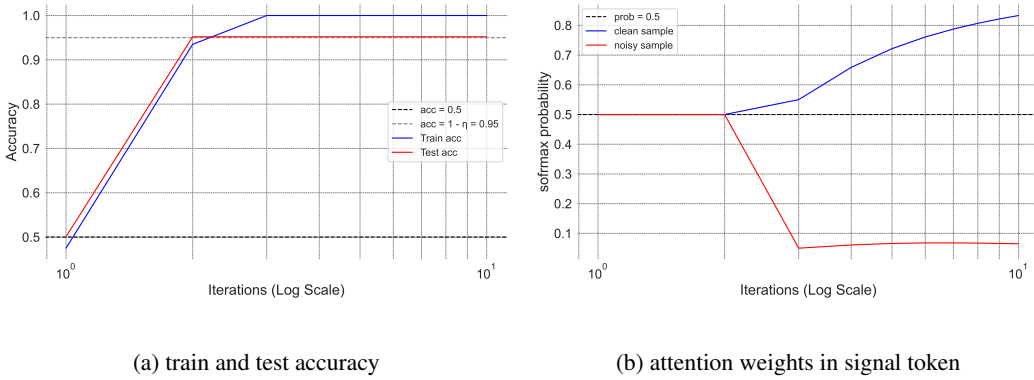 1.0
0.9
0.8
0.7
0.6
0.5
Accuracy
acc = 0.5
acc = 1 - η = 0.95
Train acc
Test acc
10⁰
10¹
Iterations (Log Scale)
(a) train and test accuracy
0.8
0.7
0.6
0.5
0.4
0.3
0.2
0.1
sofrmax probability
prob = 0.5
clean sample
noisy sample
10⁰
10¹
Iterations (Log Scale)
(b) attention weights in signal token